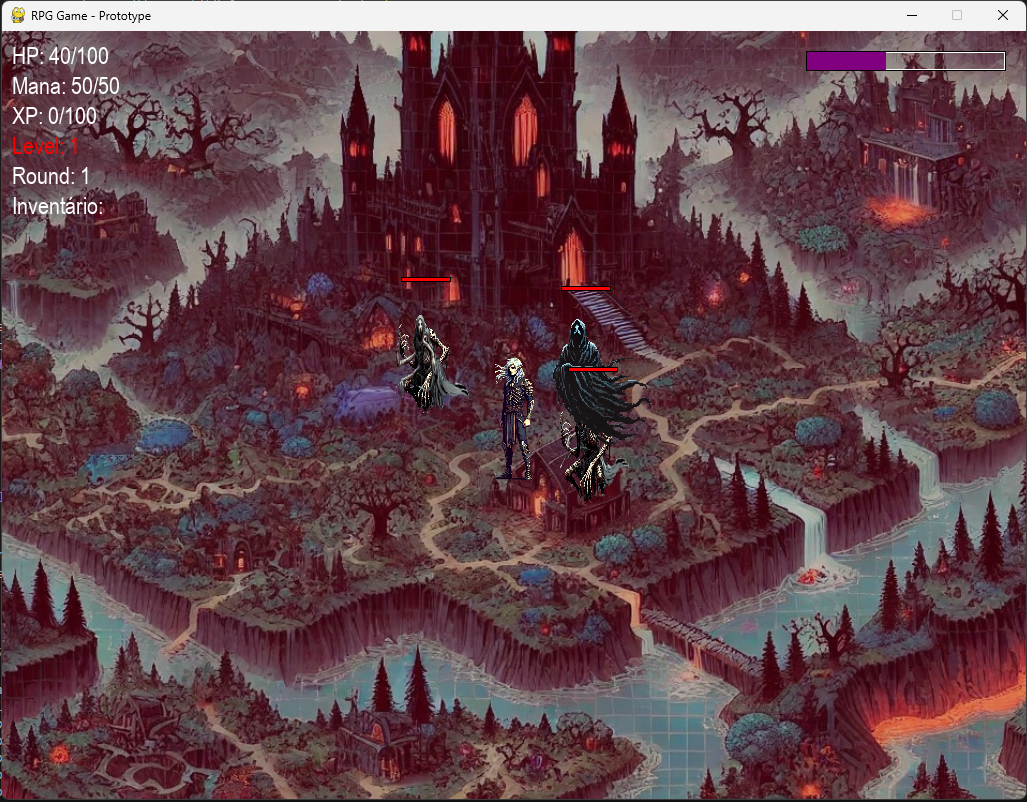 RPG Game - Prototype
HP: 40/100
Mana: 50/50
XP: 0/100
Level: 1
Round: 1
Inventário: